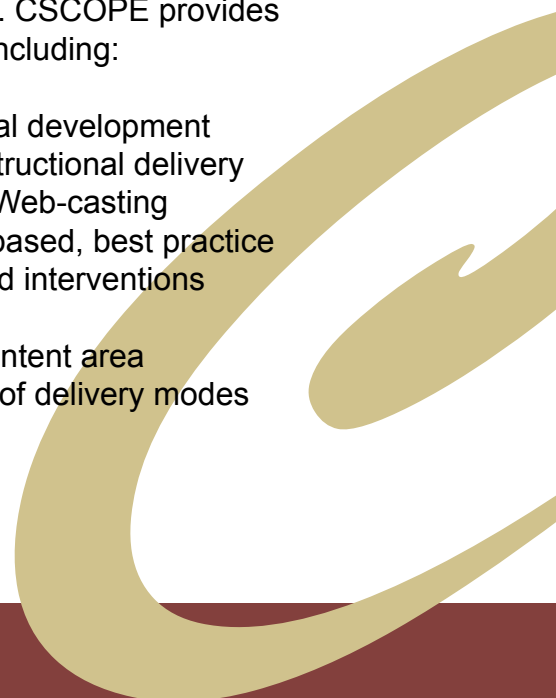 . CSCOPE provides
ncluding:
al development
tructional delivery
Web-casting
based, best practice
d interventions
ntent area
of delivery modes